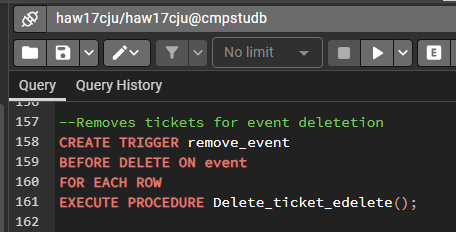 haw17cju/haw17cju@cmpstudb
No limit
E
Query Query History
157 --Removes tickets for event deletetion
158 CREATE TRIGGER remove_event
159 BEFORE DELETE ON event
160 FOR EACH ROW
161 EXECUTE PROCEDURE Delete_ticket_edelete();
162